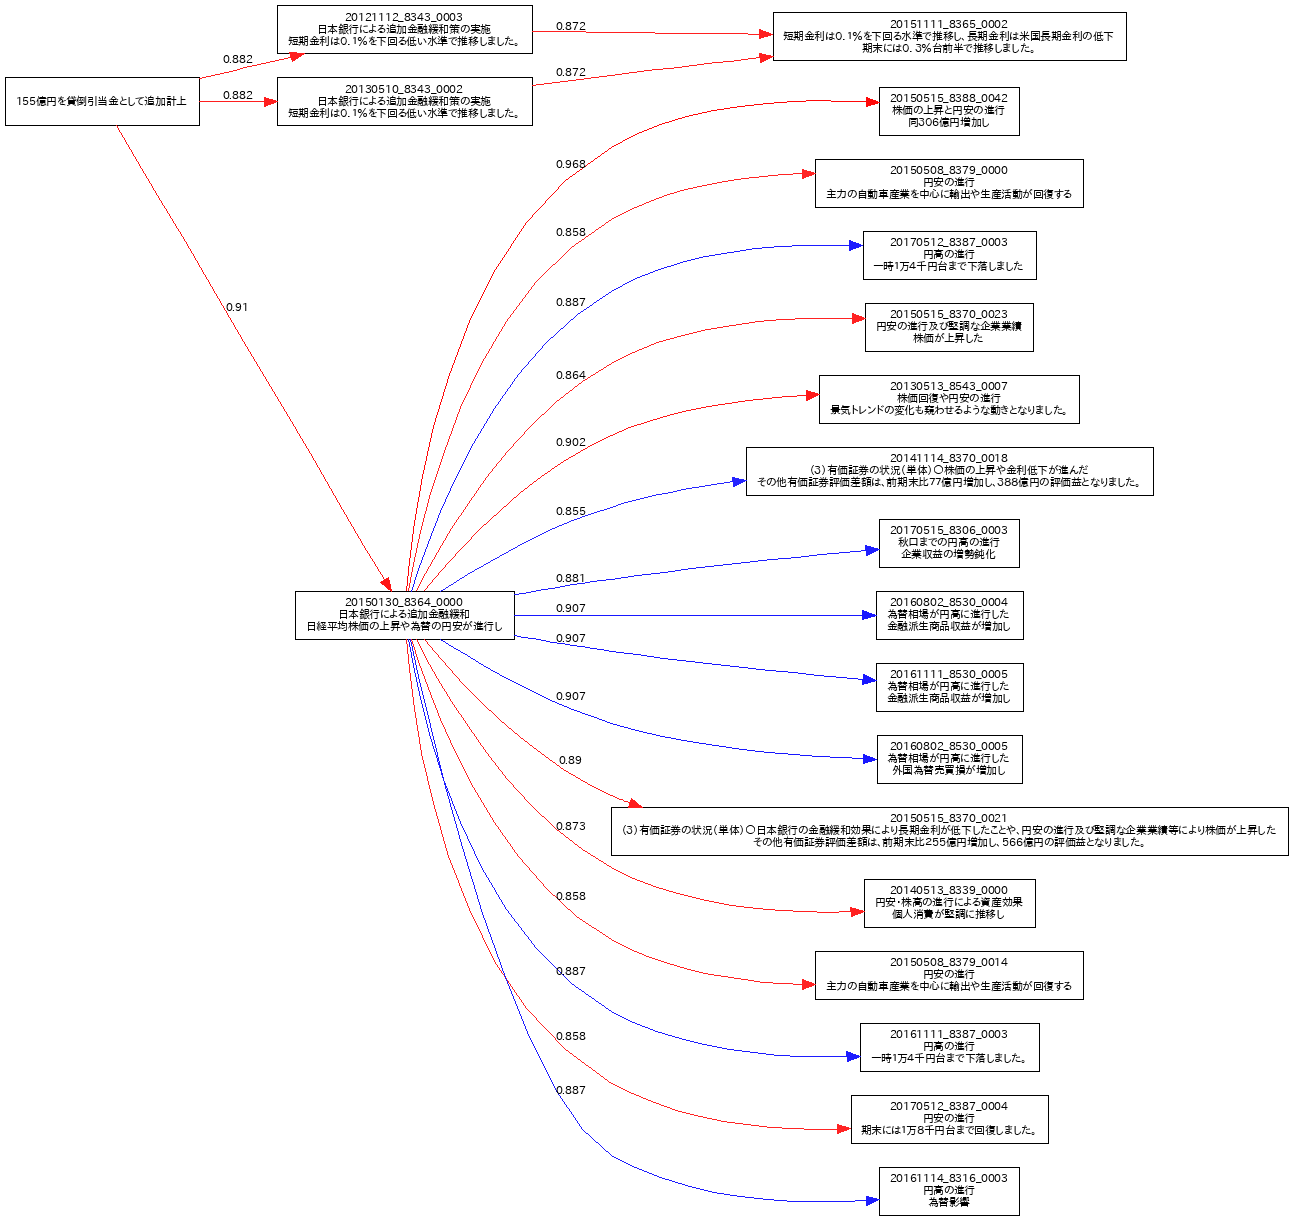 155億円を貸倒引当金として追加計上
0.882
0.882
0.91
20121112_8343_0003
日本銀行による追加金融緩和策の実施
短期金利は0.1%を下回る低い水準で推移しました。
20130510_8343_0002
日本銀行による追加金融緩和策の実施
短期金利は0.1%を下回る低い水準で推移しました。
0.872
0.872
20151111_8365_0002
短期金利は0.1%を下回る水準で推移し、長期金利は米国長期金利の低下
期末には0.3%台前半で推移しました。
20150130_8364_0000
日本銀行による追加金融緩和
日経平均株価の上昇や為替の円安が進行し
0.968
20150515_8388_0042
株価の上昇と円安の進行
同306億円増加し
0.858
20150508_8379_0000
円安の進行
主力の自動車産業を中心に輸出や生産活動が回復する
0.887
20170512_8387_0003
円高の進行
一時1万4千円台まで下落しました
0.864
20150515_8370_0023
円安の進行及び堅調な企業業績
株価が上昇した
0.902
20130513_8543_0007
株価回復や円安の進行
景気トレンドの変化も窺わせるような動きとなりました。
0.855
20141114_8370_0018
(3)有価証券の状況(単体)○株価の上昇や金利低下が進んだ
その他有価証券評価差額は、前期末比77億円増加し、388億円の評価益となりました。
0.881
20170515_8306_0003
秋口までの円高の進行
企業収益の増勢鈍化
0.907
20160802_8530_0004
為替相場が円高に進行した
金融派生商品収益が増加し
0.907
20161111_8530_0005
為替相場が円高に進行した
金融派生商品収益が増加し
0.907
20160802_8530_0005
為替相場が円高に進行した
外国為替売買損が増加し
0.89
20150515_8370_0021
(3)有価証券の状況(単体)○日本銀行の金融緩和効果により長期金利が低下したことや、円安の進行及び堅調な企業業績等により株価が上昇した
その他有価証券評価差額は、前期末比255億円増加し、566億円の評価益となりました。
0.873
20140513_8339_0000
円安・株高の進行による資産効果
個人消費が堅調に推移し
0.858
20150508_8379_0014
円安の進行
主力の自動車産業を中心に輸出や生産活動が回復する
0.887
20161111_8387_0003
円高の進行
一時1万4千円台まで下落しました。
0.858
20170512_8387_0004
円安の進行
期末には1万8千円台まで回復しました。
0.887
20161114_8316_0003
円高の進行
為替影響